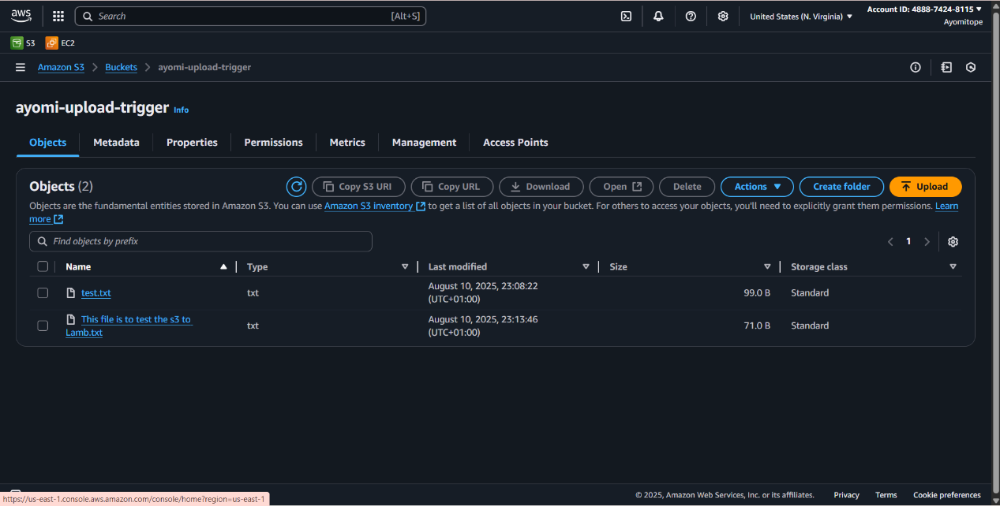 aws
Search [Alt+S]
United States (N. Virginia) ▼
Account ID: 4888-7424-8115 ▼
Ayomitope
S3 EC2
Amazon S3 > Buckets > ayomi-upload-trigger
ayomi-upload-trigger Info
Objects Metadata Properties Permissions Metrics Management Access Points
Objects (2) Copy S3 URI Copy URL Download Open Delete Actions ▼ Create folder Upload
Objects are the fundamental entities stored in Amazon S3. You can use Amazon S3 inventory to get a list of all objects in your bucket. For others to access your objects, you'll need to explicitly grant them permissions. Learn
more
Find objects by prefix
< 1 >
Name Type Last modified Size Storage class
test.txt txt August 10, 2025, 23:08:22
(UTC+01:00) 99.0 B Standard
This file is to test the s3 to
Lamb.txt txt August 10, 2025, 23:13:46
(UTC+01:00) 71.0 B Standard
https://us-east-1.console.aws.amazon.com/console/home?region=us-east-1
© 2025, Amazon Web Services, Inc. or its affiliates. Privacy Terms Cookie preferences